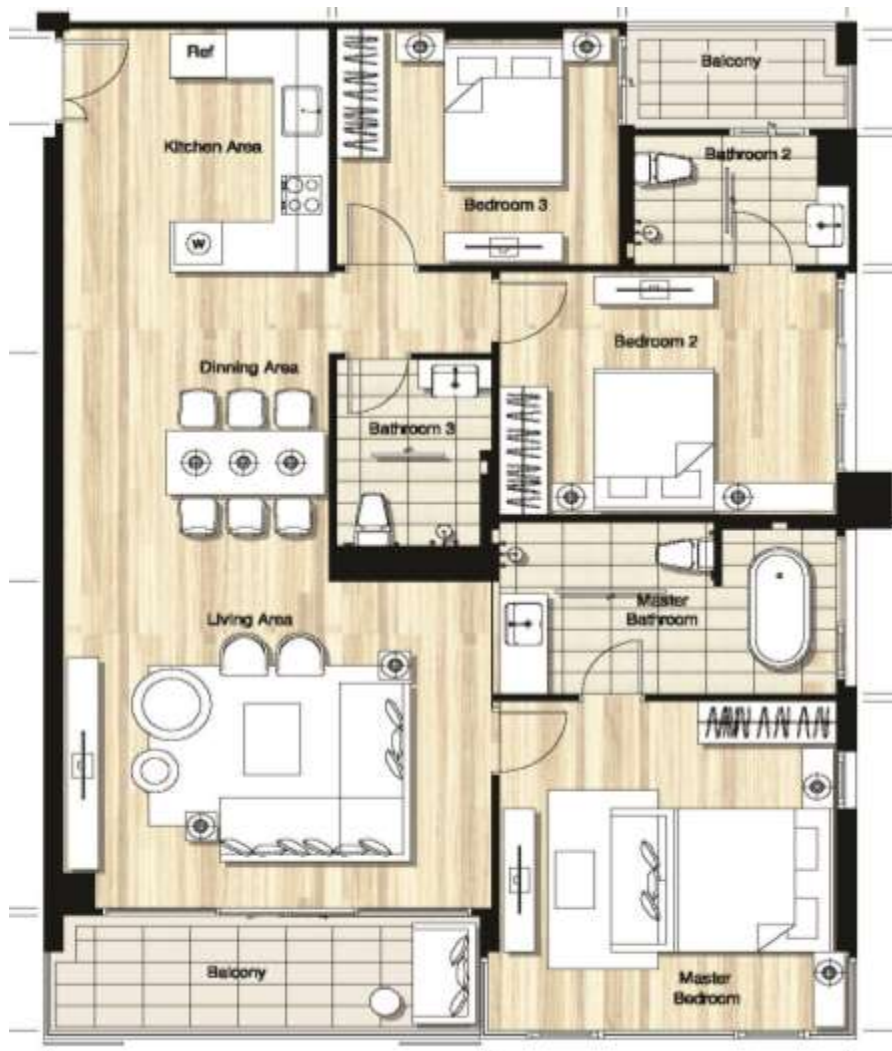 Ref
Balcony
Kitchen Area
Bathroom 2
Bedroom 3
W
Bedroom 2
Dinning Area
Bathroom 3
Living Area
Master
Bathroom
Balcony
Master
Bedroom